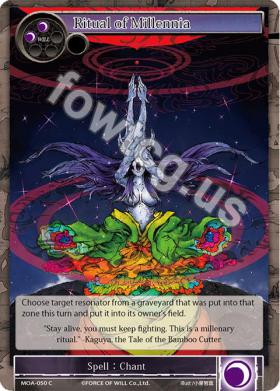 Ritual of Millennia
fowtcg.us
Choose target resonator from a graveyard that was put into that
zone this turn and put it into its owner's field.
"Stay alive, you must keep fighting. This is a millenary
ritual." -Kaguya, the Tale of the Bamboo Cutter
Spell : Chant
MOA-050 C
©FORCE OF WILL Co.,Ltd.